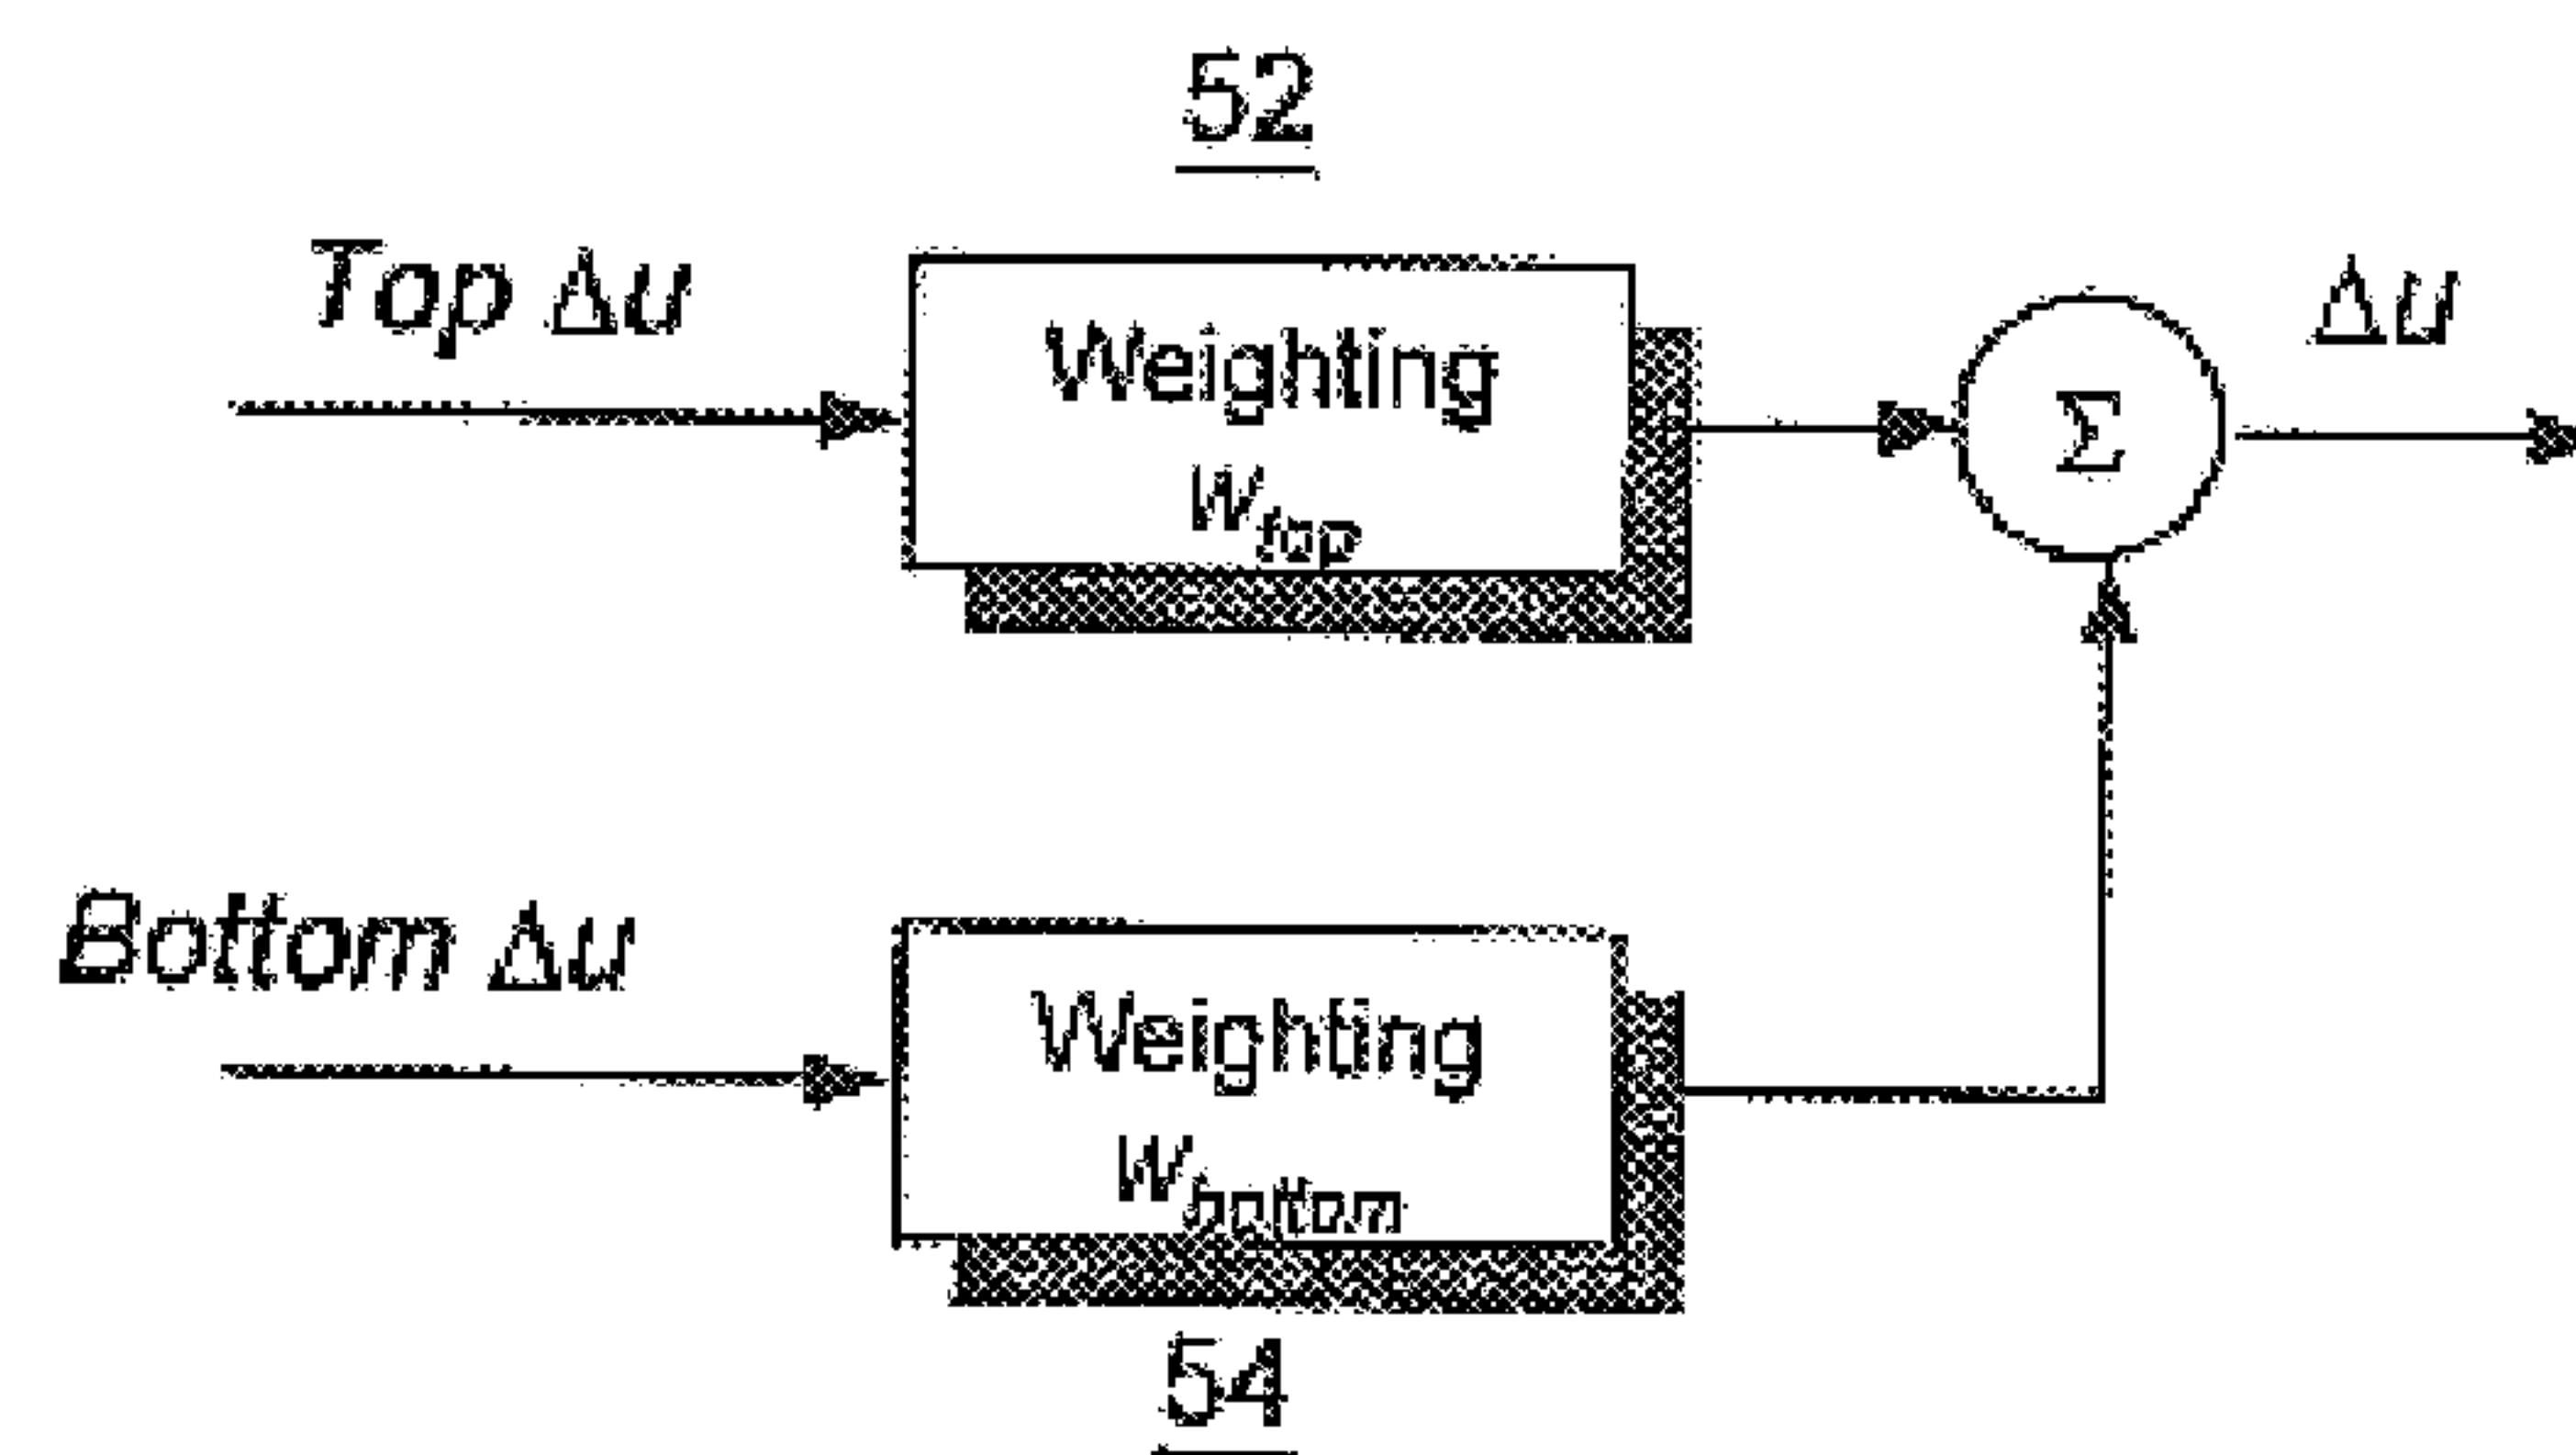 52
Top Δu
Weighting
W_top
Σ
Δu
Bottom Δu
Weighting
W_bottom
54